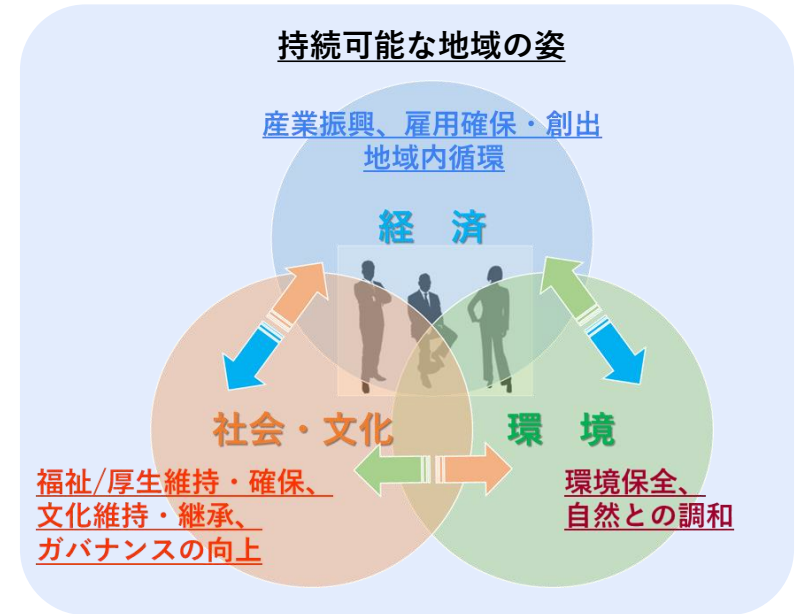 持続可能な地域の姿
産業振興、雇用確保・創出
地域内循環
経 済
社会・文化
環 境
福祉/厚生維持・確保、
文化維持・継承、
ガバナンスの向上
環境保全、
自然との調和